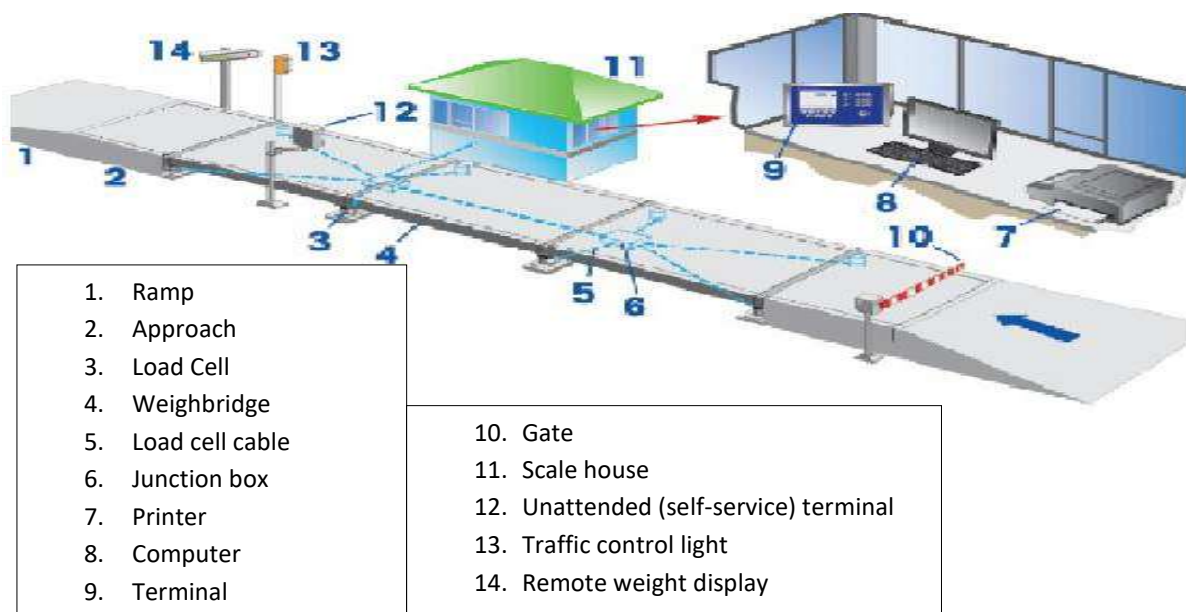 14
13
11
12
9
1
2
8
3
10
7
4
5
6
1. Ramp
2. Approach
3. Load Cell
4. Weighbridge
5. Load cell cable
6. Junction box
7. Printer
8. Computer
9. Terminal
10. Gate
11. Scale house
12. Unattended (self-service) terminal
13. Traffic control light
14. Remote weight display